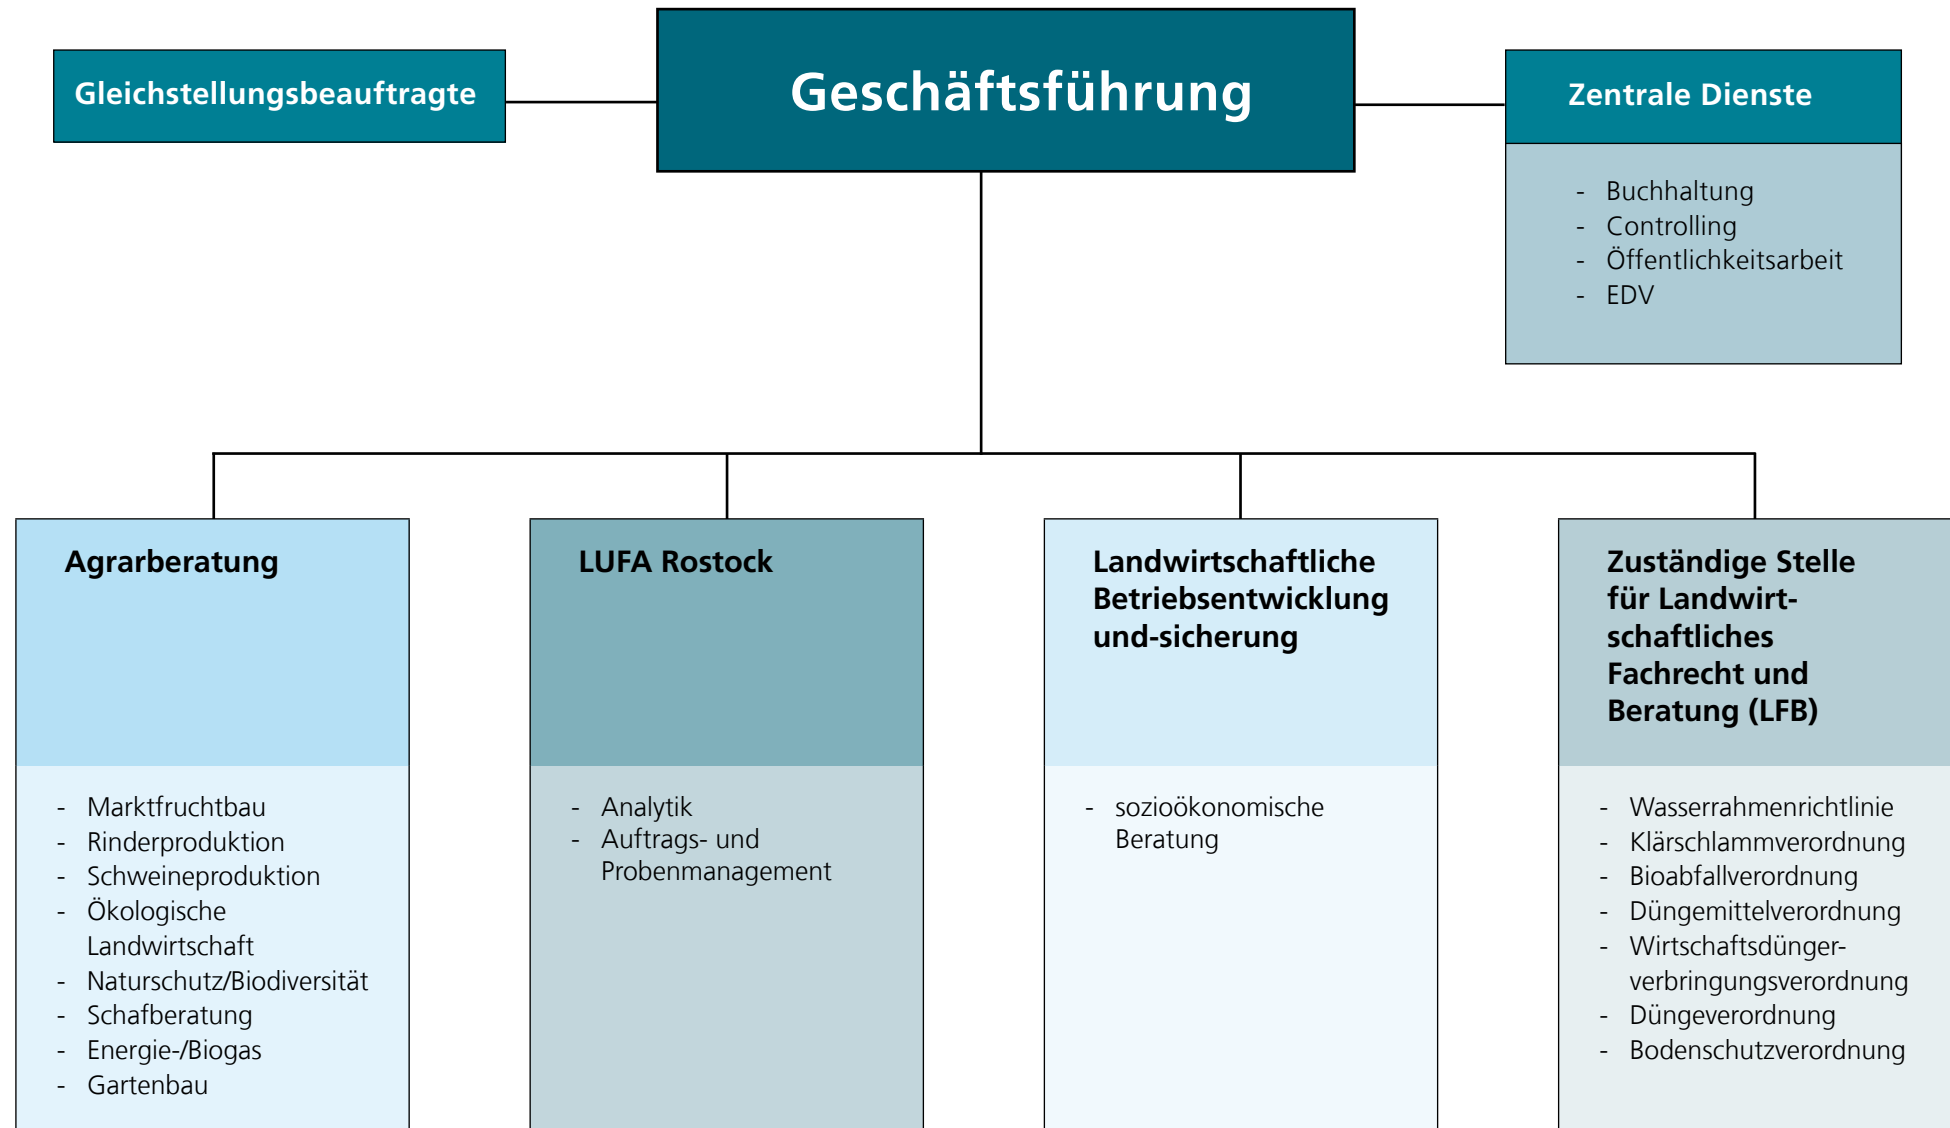 Gleichstellungsbeauftragte
Geschäftsführung
Zentrale Dienste
- Buchhaltung
- Controlling
- Öffentlichkeitsarbeit
- EDV
Agrarberatung
- Marktfruchtbau
- Rinderproduktion
- Schweineproduktion
- Ökologische
Landwirtschaft
- Naturschutz/Biodiversität
- Schafberatung
- Energie-/Biogas
- Gartenbau
LUFA Rostock
- Analytik
- Auftrags- und
Probenmanagement
Landwirtschaftliche
Betriebsentwicklung
und-sicherung
- sozioökonomische
Beratung
Zuständige Stelle
für Landwirt-
schaftliches
Fachrecht und
Beratung (LFB)
- Wasserrahmenrichtlinie
- Klärschlammverordnung
- Bioabfallverordnung
- Düngemittelverordnung
- Wirtschaftsdünger-
verbringungsverordnung
- Düngeverordnung
- Bodenschutzverordnung